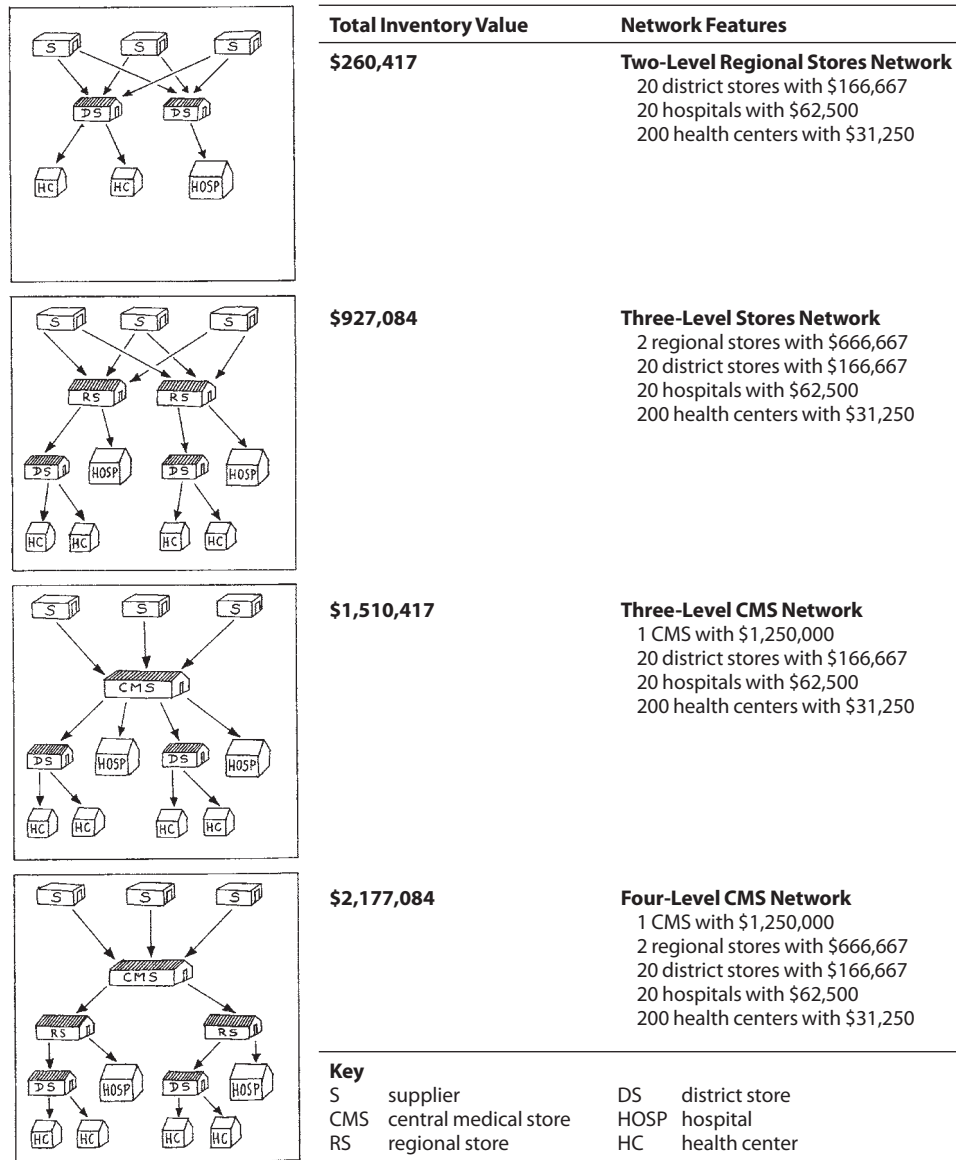 Total Inventory Value Network Features
S S S
DS DS
HC HC HOSP
$260,417 Two-Level Regional Stores Network
20 district stores with $166,667
20 hospitals with $62,500
200 health centers with $31,250
S S S
RS RS
DS HOSP DS HOSP
HC HC HC HC
$927,084 Three-Level Stores Network
2 regional stores with $666,667
20 district stores with $166,667
20 hospitals with $62,500
200 health centers with $31,250
S S S
CMS
DS HOSP DS HOSP
HC HC HC HC
$1,510,417 Three-Level CMS Network
1 CMS with $1,250,000
20 district stores with $166,667
20 hospitals with $62,500
200 health centers with $31,250
S S S
CMS
RS RS
DS HOSP DS HOSP
HC HC HC HC
$2,177,084 Four-Level CMS Network
1 CMS with $1,250,000
2 regional stores with $666,667
20 district stores with $166,667
20 hospitals with $62,500
200 health centers with $31,250
Key
S supplier DS district store
CMS central medical store HOSP hospital
RS regional store HC health center